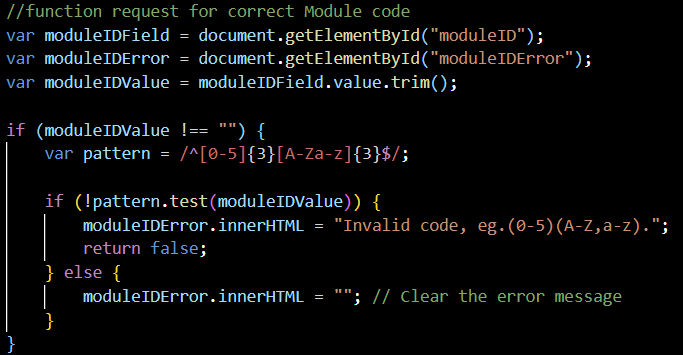 //function request for correct Module code
var moduleIDField = document.getElementById("moduleID");
var moduleIDError = document.getElementById("moduleIDError");
var moduleIDValue = moduleIDField.value.trim();

if (moduleIDValue !== "") {
    var pattern = /^[0-5]{3}[A-Za-z]{3}$/;

    if (!pattern.test(moduleIDValue)) {
        moduleIDError.innerHTML = "Invalid code, eg.(0-5)(A-Z,a-z).";
        return false;
    } else {
        moduleIDError.innerHTML = ""; // Clear the error message
    }
}